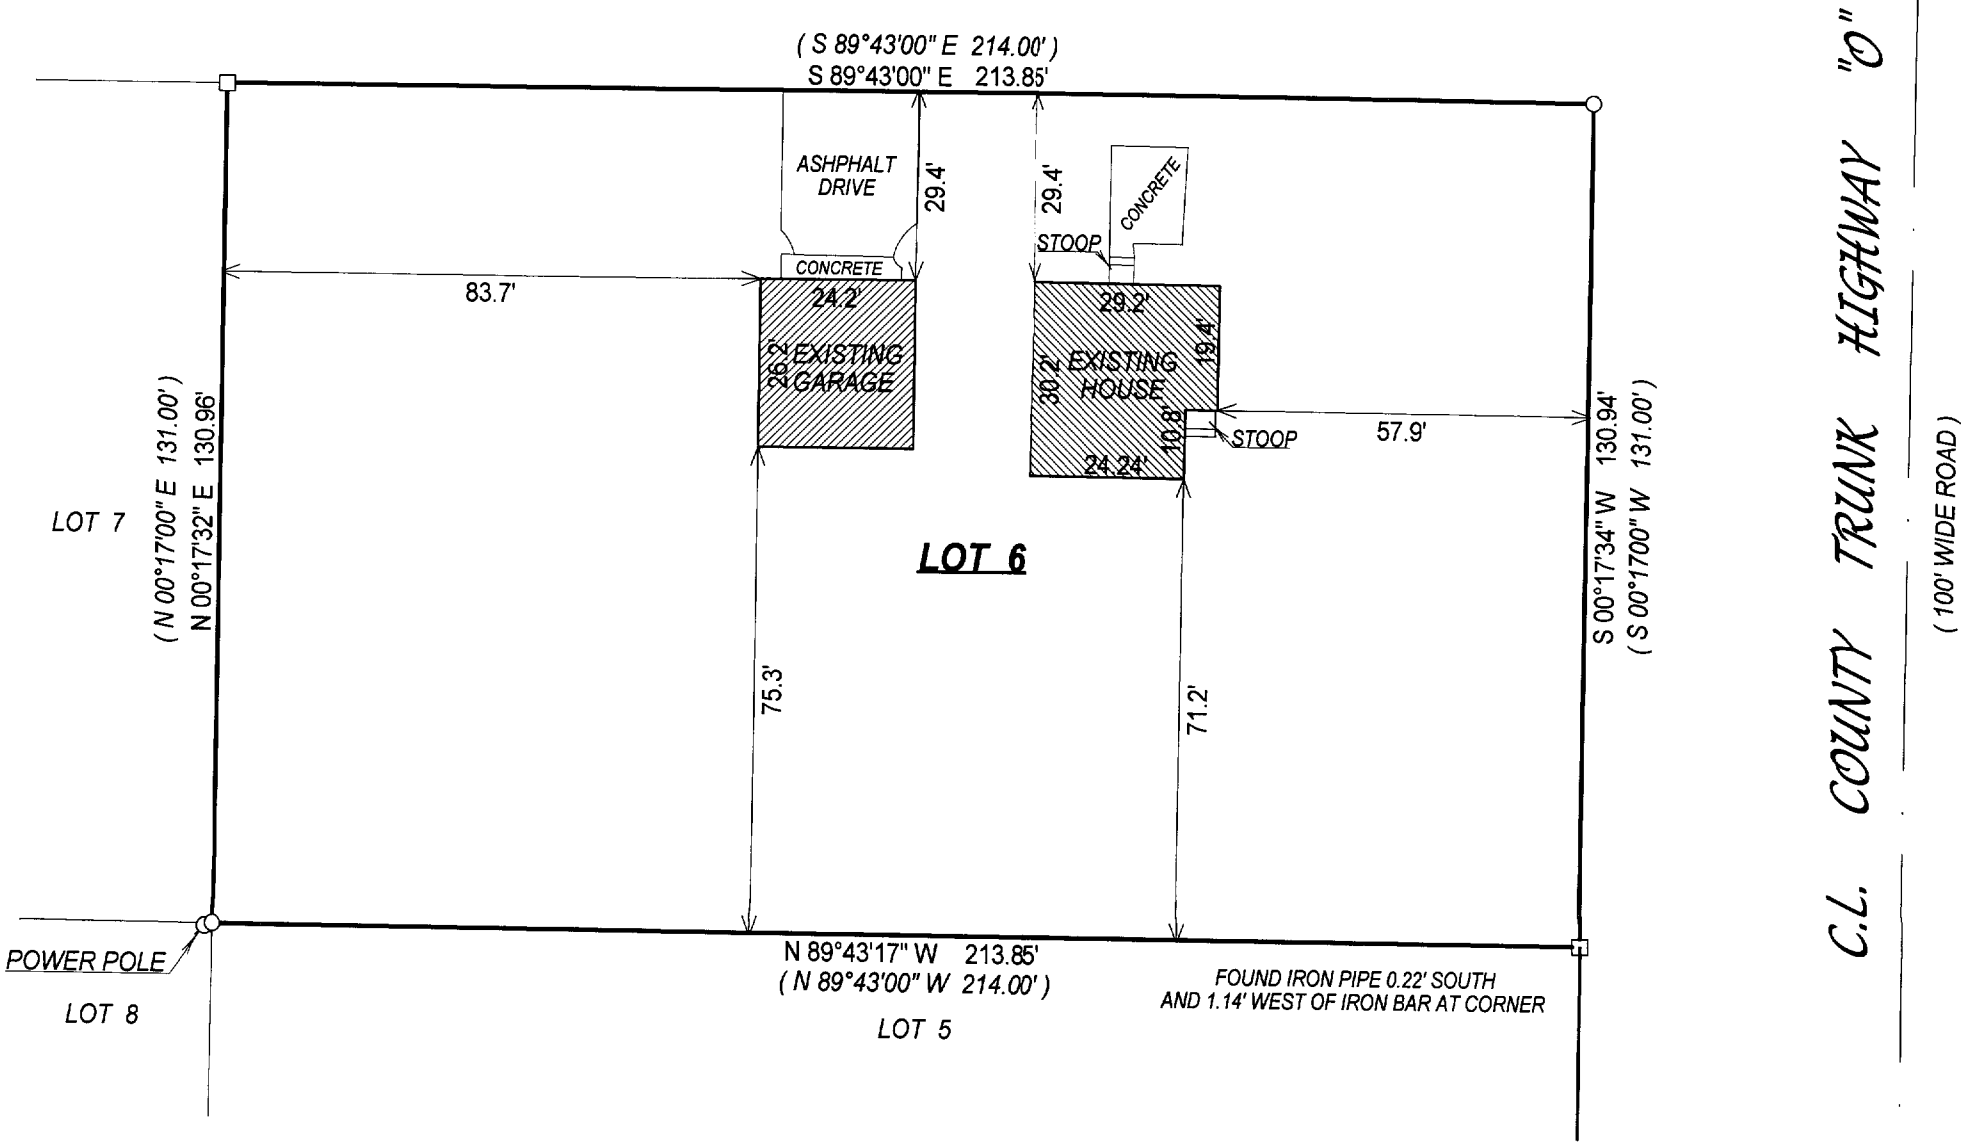 ( S 89°43'00" E 214.00' )
S 89°43'00" E 213.85'
ASHPHALT
DRIVE
29.4'
29.4'
CONCRETE
STOOP
CONCRETE
83.7'
24.2'
26.2'
EXISTING
GARAGE
29.2'
19.4'
30.2'
EXISTING
HOUSE
10.8'
24.24'
STOOP
57.9'
LOT 7
( N 00°17'00" E 131.00' )
N 00°17'32" E 130.96'
LOT 6
S 00°17'34" W 130.94'
( S 00°1700" W 131.00' )
75.3'
71.2'
C.L. COUNTY TRUNK HIGHWAY "O"
( 100' WIDE ROAD )
POWER POLE
LOT 8
N 89°43'17" W 213.85'
( N 89°43'00" W 214.00' )
LOT 5
FOUND IRON PIPE 0.22' SOUTH
AND 1.14' WEST OF IRON BAR AT CORNER